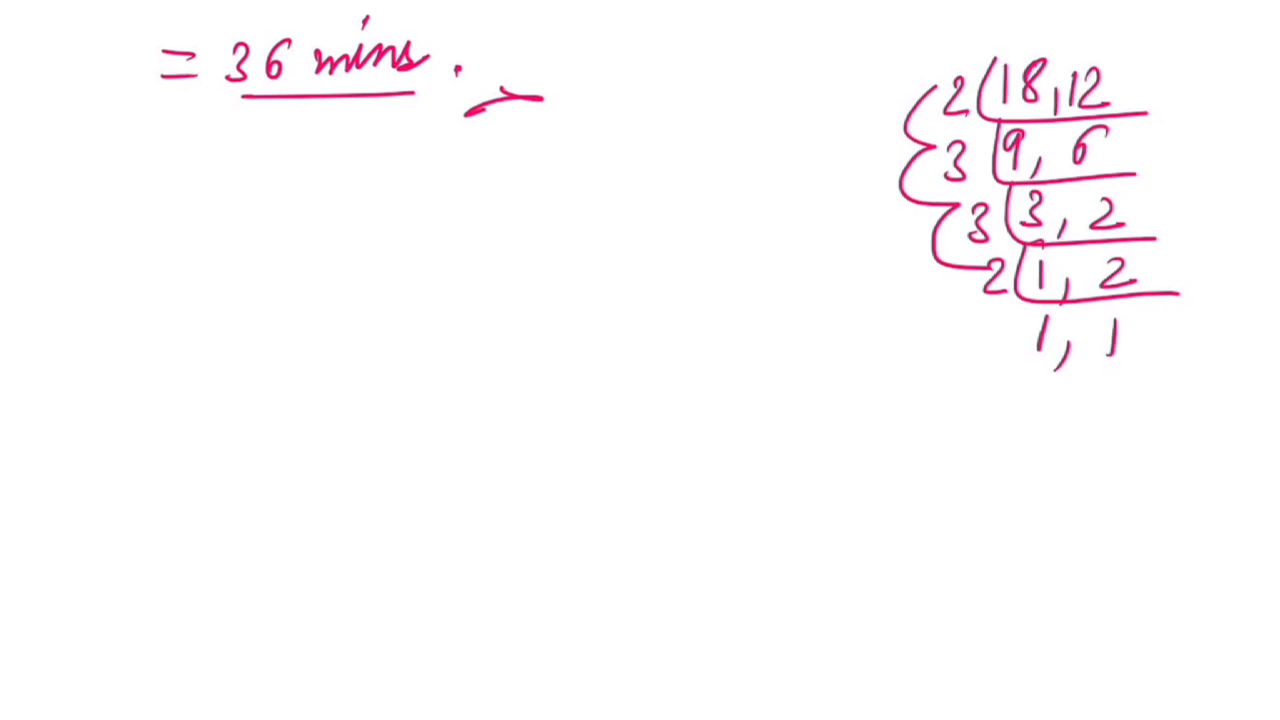 = 36 mins.
2 18, 12
3 9, 6
3 3, 2
2 1, 2
1, 1